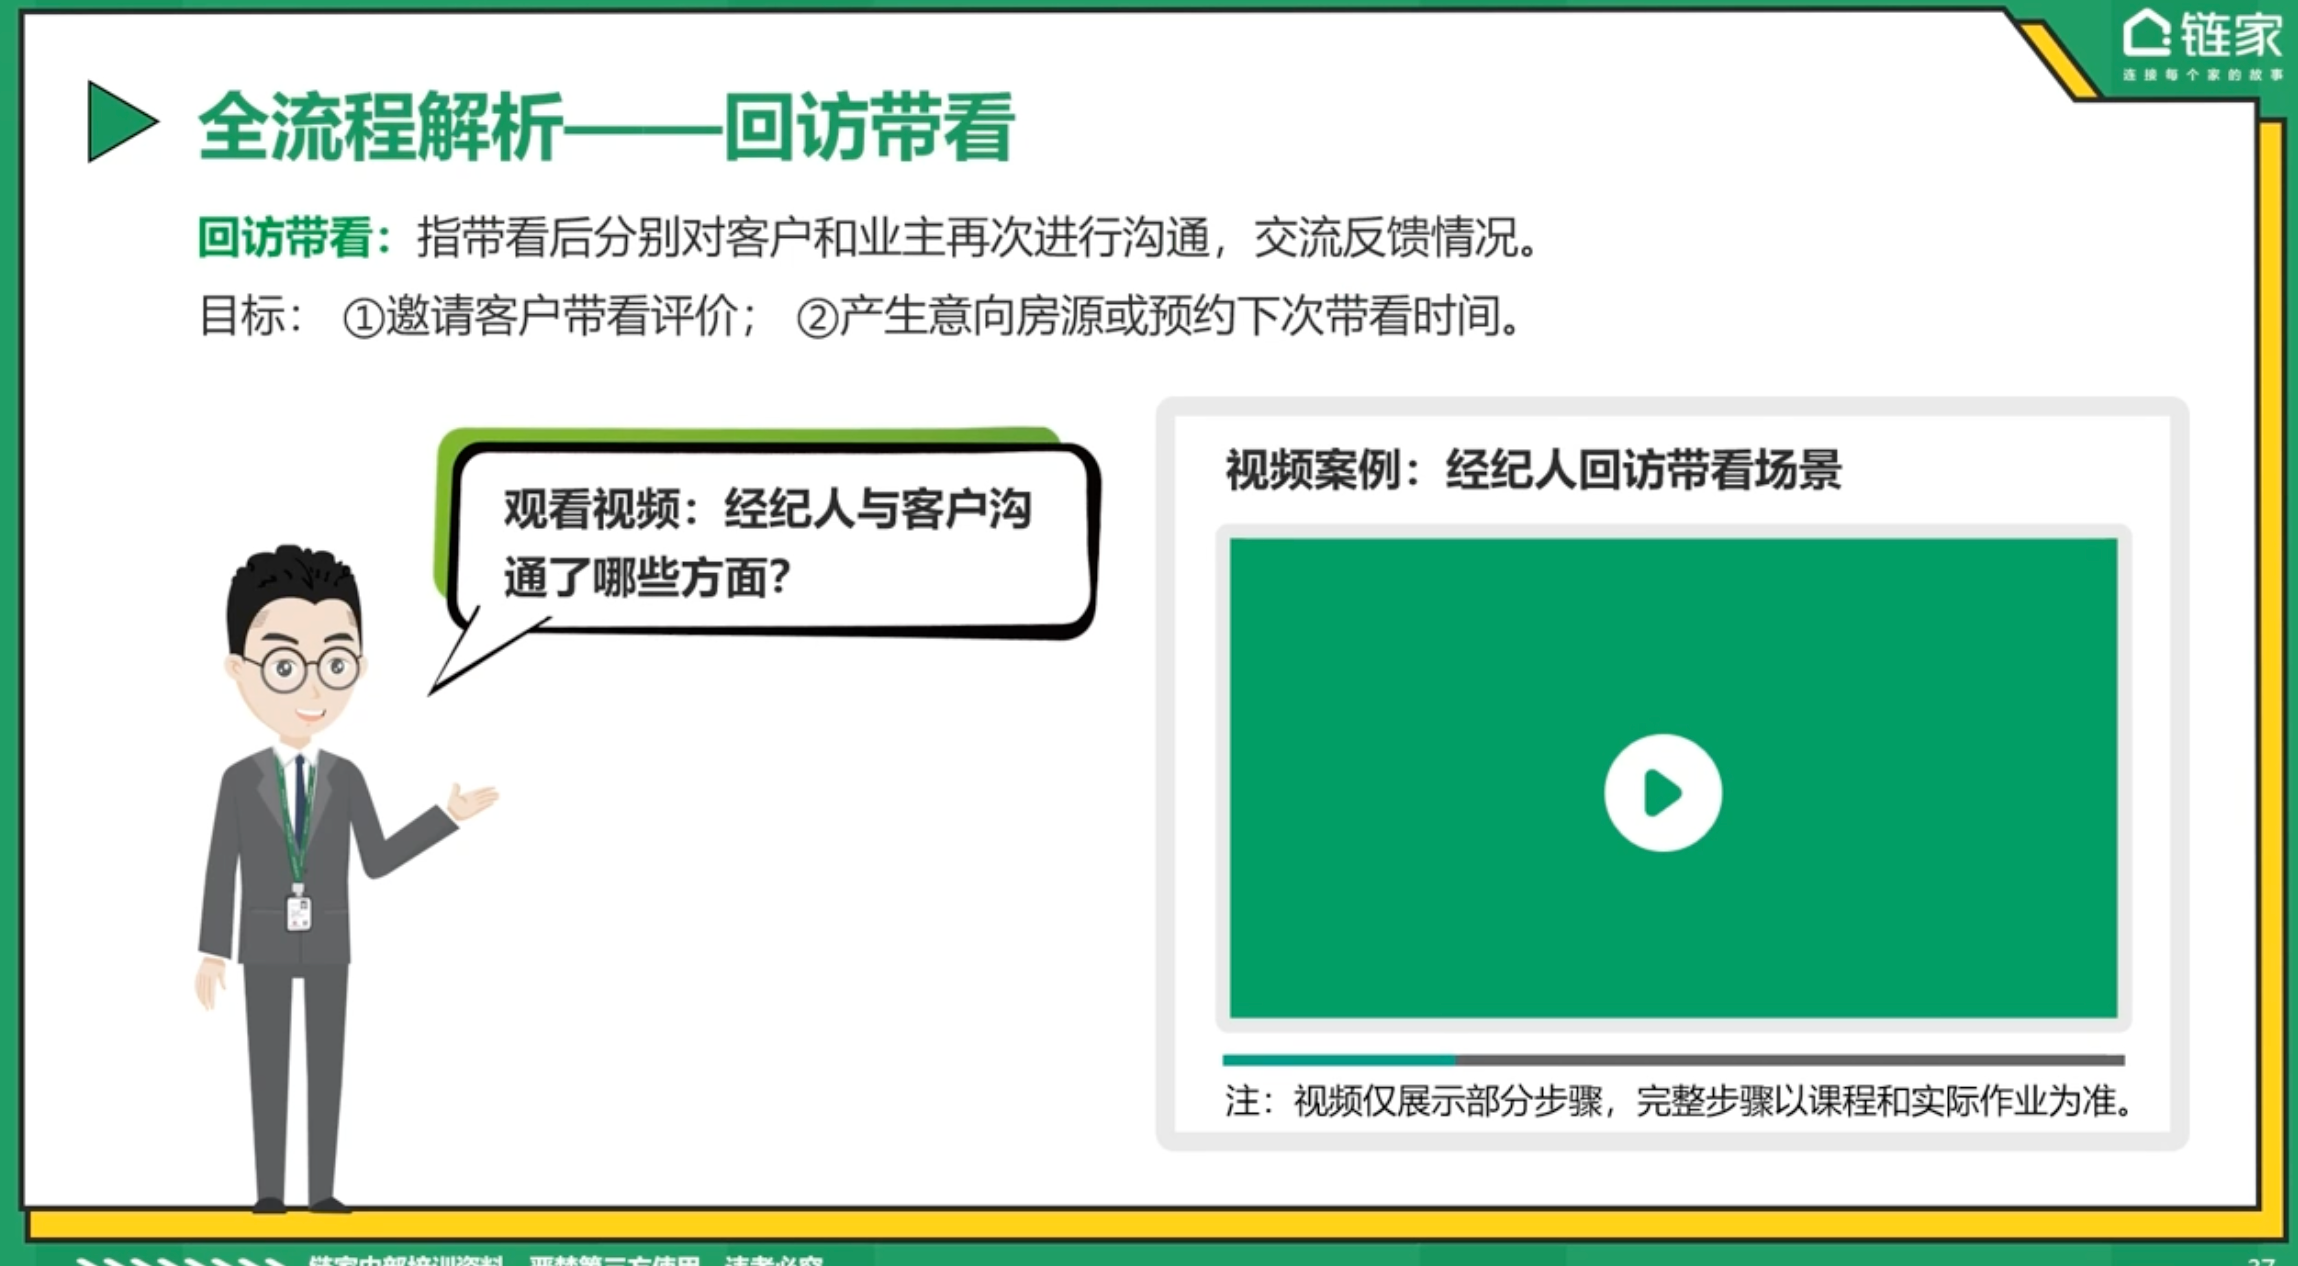 链家
连接每个家的故事
全流程解析——回访带看
回访带看：指带看后分别对客户和业主再次进行沟通，交流反馈情况。
目标： ①邀请客户带看评价； ②产生意向房源或预约下次带看时间。
观看视频：经纪人与客户沟
通了哪些方面？
视频案例：经纪人回访带看场景
注：视频仅展示部分步骤，完整步骤以课程和实际作业为准。